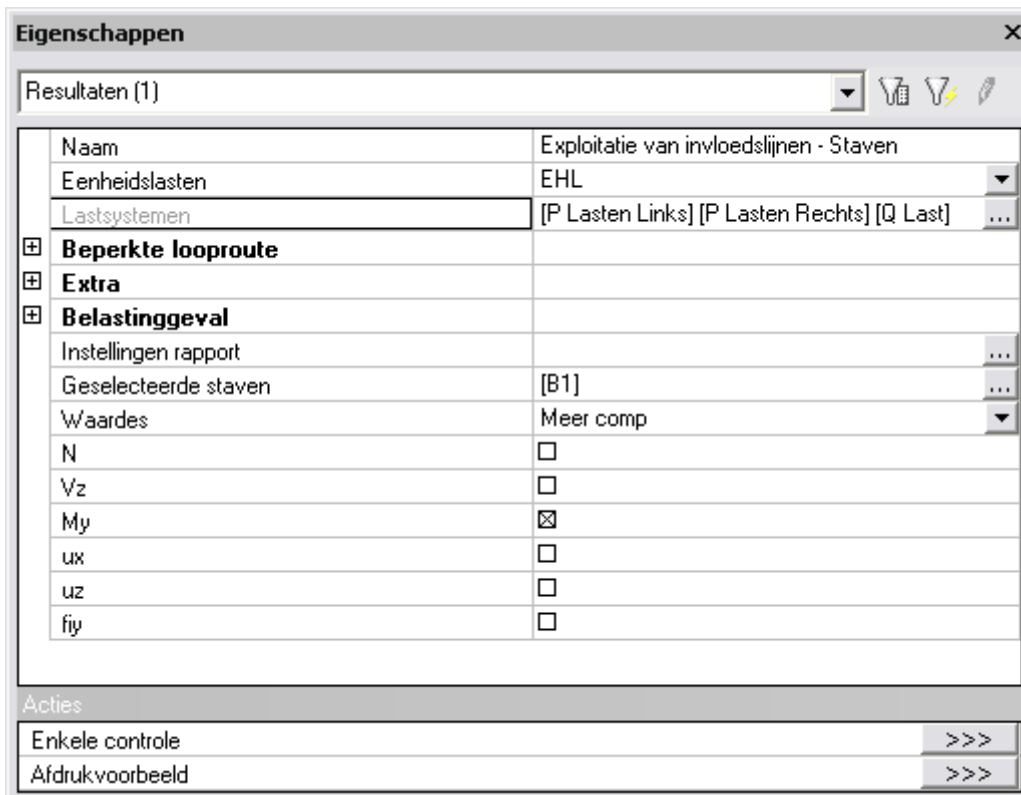 Eigenschappen
Resultaten (1)
Naam Exploitatie van invloedslijnen - Staven
Eenheidslasten EHL
Lastsystemen [P Lasten Links] [P Lasten Rechts] [Q Last] ...
Beperkte looproute
Extra
Belastinggeval
Instellingen rapport ...
Geselecteerde staven [B1] ...
Waardes Meer comp
N
Vz
My
ux
uz
fiy
Acties
Enkele controle >>>
Afdrukvoorbeeld >>>